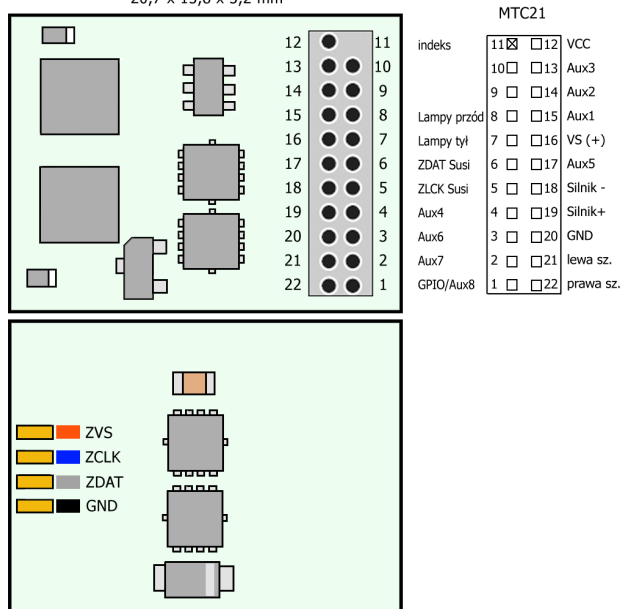 20,7 x 15,8 x 5,2 mm
MTC21
12 11
13 10
14 9
15 8
16 7
17 6
18 5
19 4
20 3
21 2
22 1
indeks 11 12 VCC
10 13 Aux3
9 14 Aux2
Lampy przód 8 15 Aux1
Lampy tył 7 16 VS (+)
ZDAT Susi 6 17 Aux5
ZLCK Susi 5 18 Silnik -
Aux4 4 19 Silnik+
Aux6 3 20 GND
Aux7 2 21 lewa sz.
GPIO/Aux8 1 22 prawa sz.
ZVS
ZCLK
ZDAT
GND